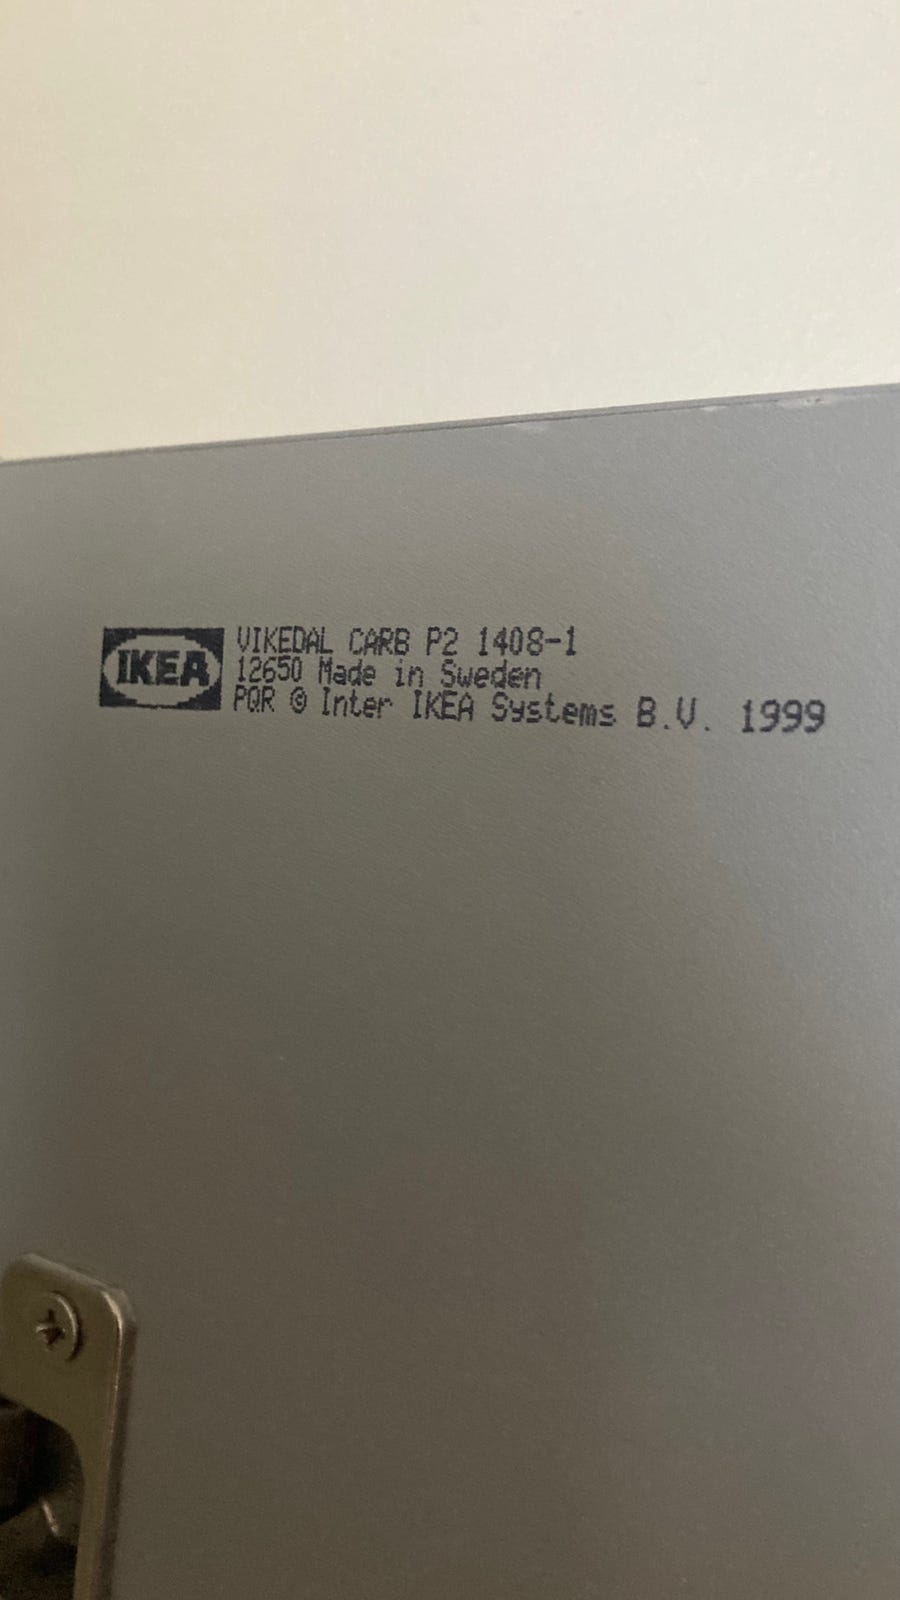 IKEA
VIKEDAL CARB P2 1408-1
12650 Made in Sweden
PQR © Inter IKEA Systems B.V. 1999